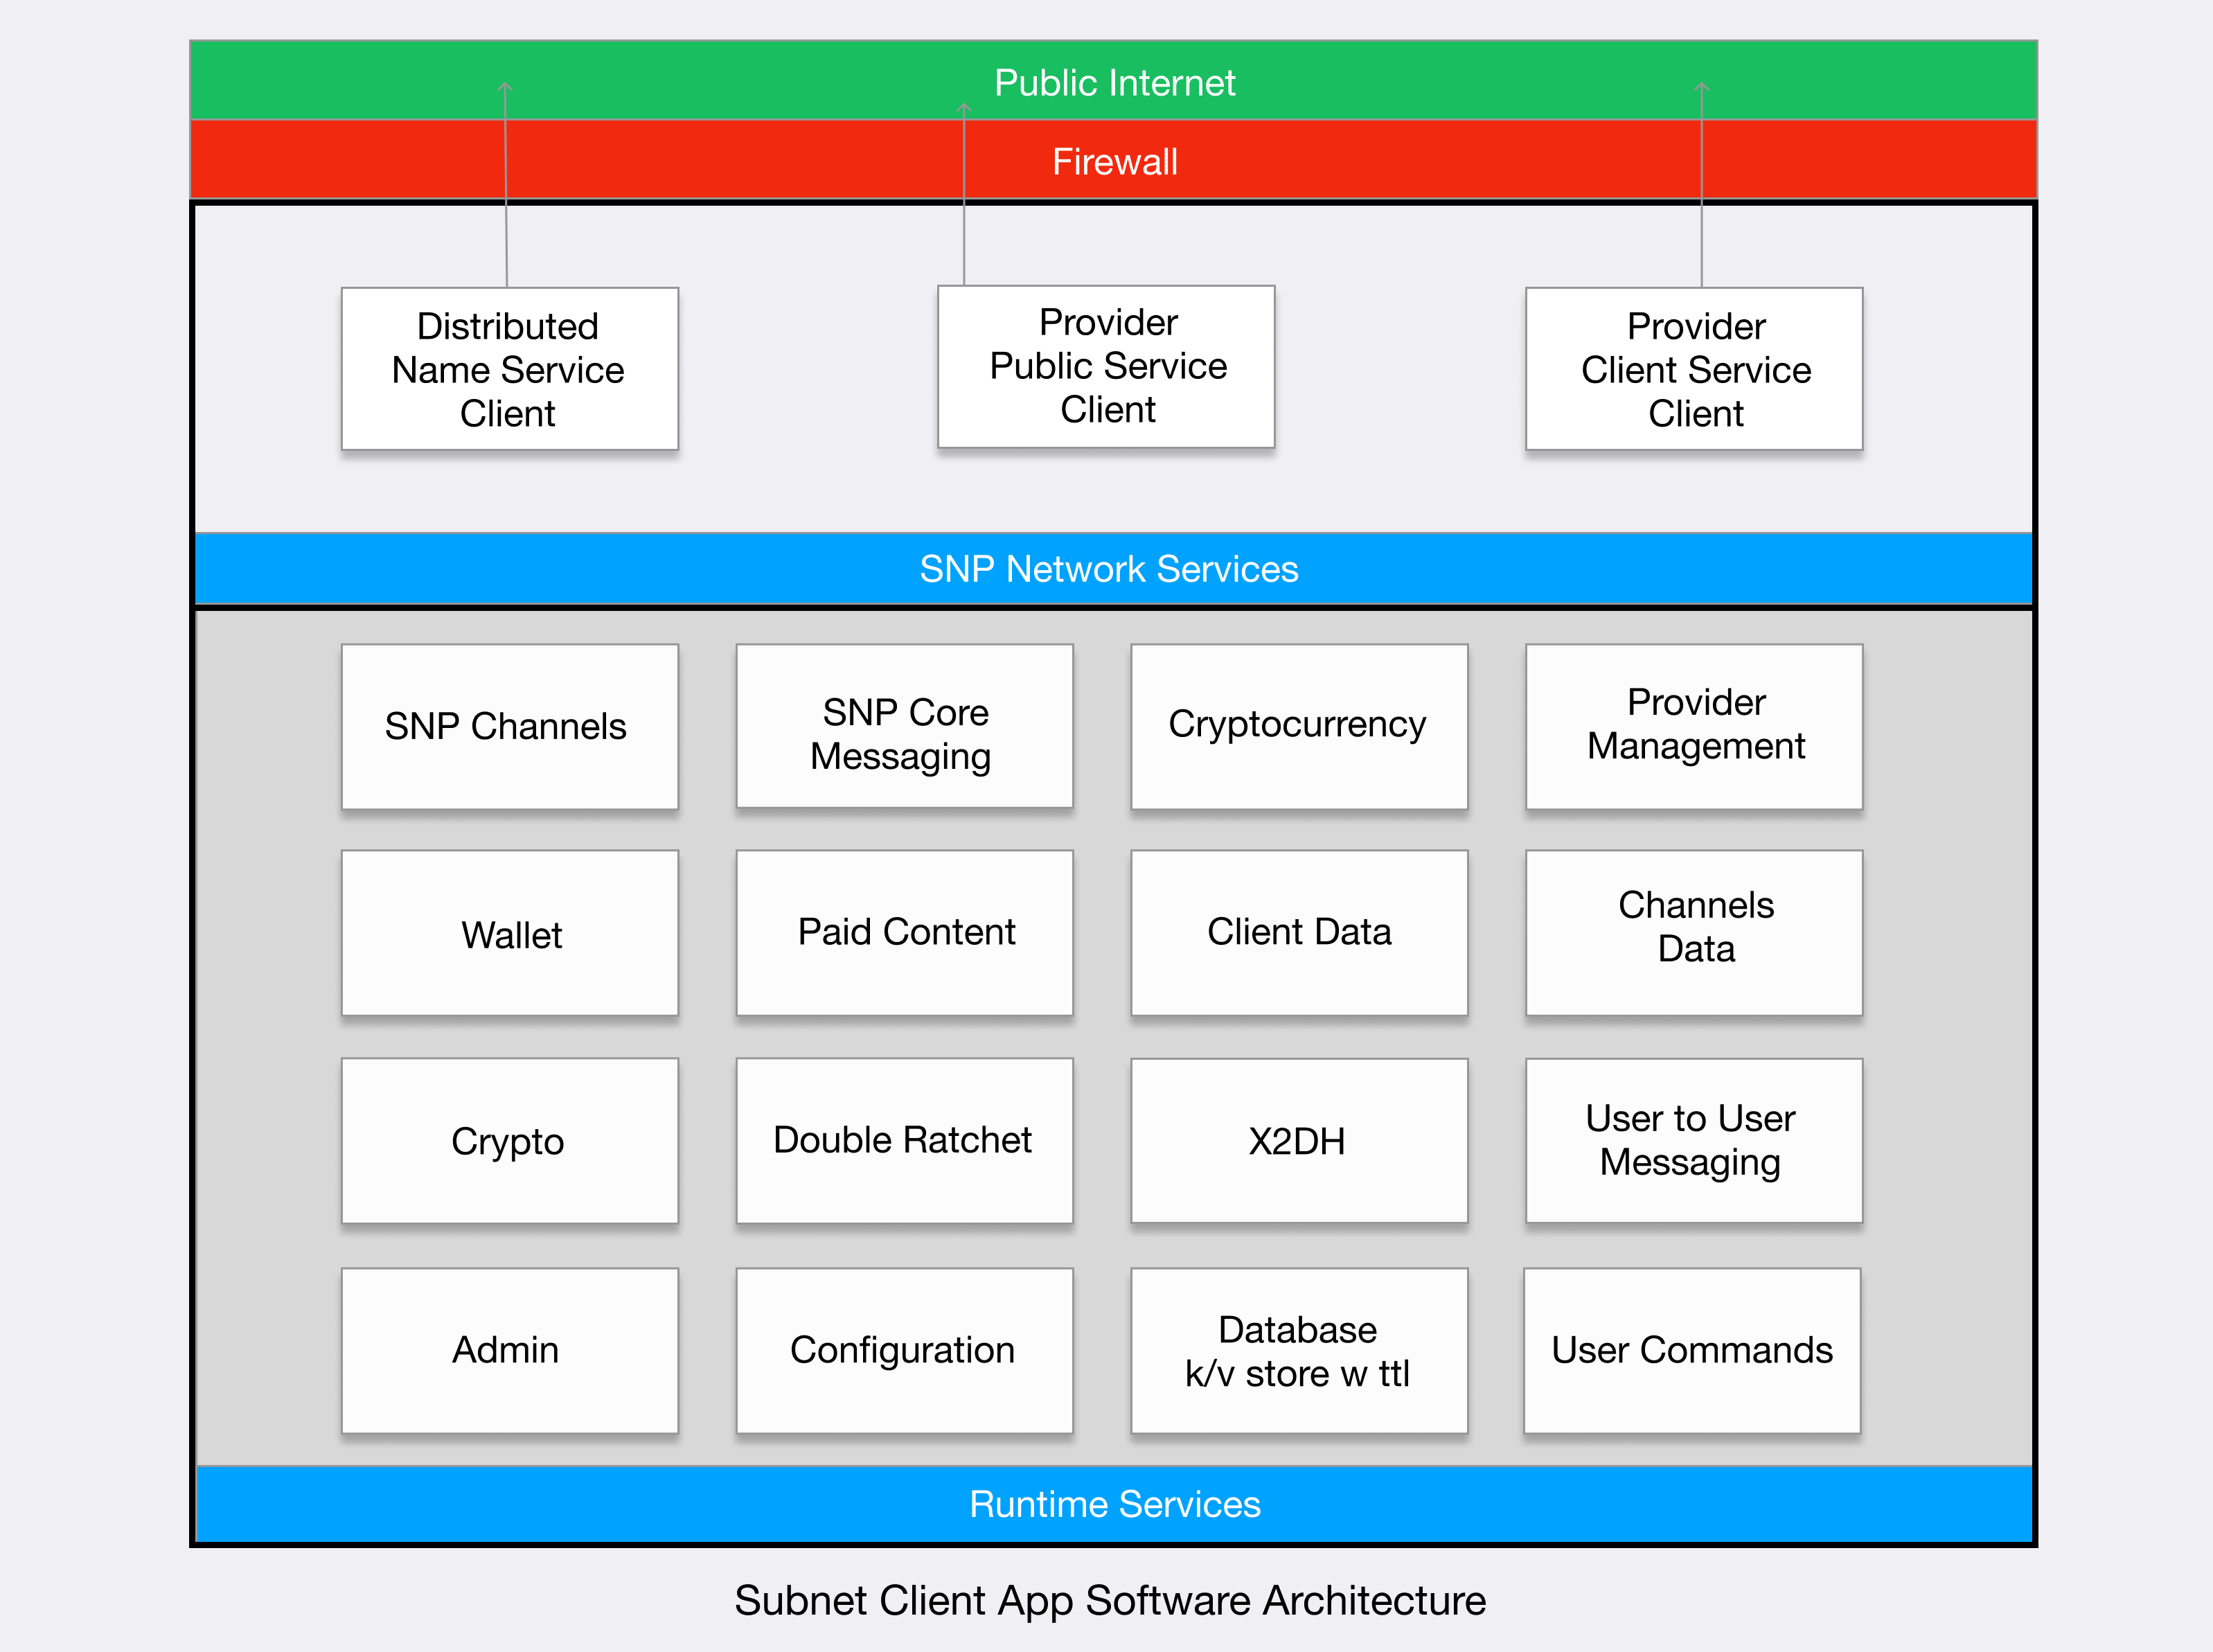 Public Internet
Firewall
Distributed
Name Service
Client
Provider
Public Service
Client
Provider
Client Service
Client
SNP Network Services
SNP Channels
SNP Core
Messaging
Cryptocurrency
Provider
Management
Wallet
Paid Content
Client Data
Channels
Data
Crypto
Double Ratchet
X2DH
User to User
Messaging
Admin
Configuration
Database
k/v store w ttl
User Commands
Runtime Services
Subnet Client App Software Architecture